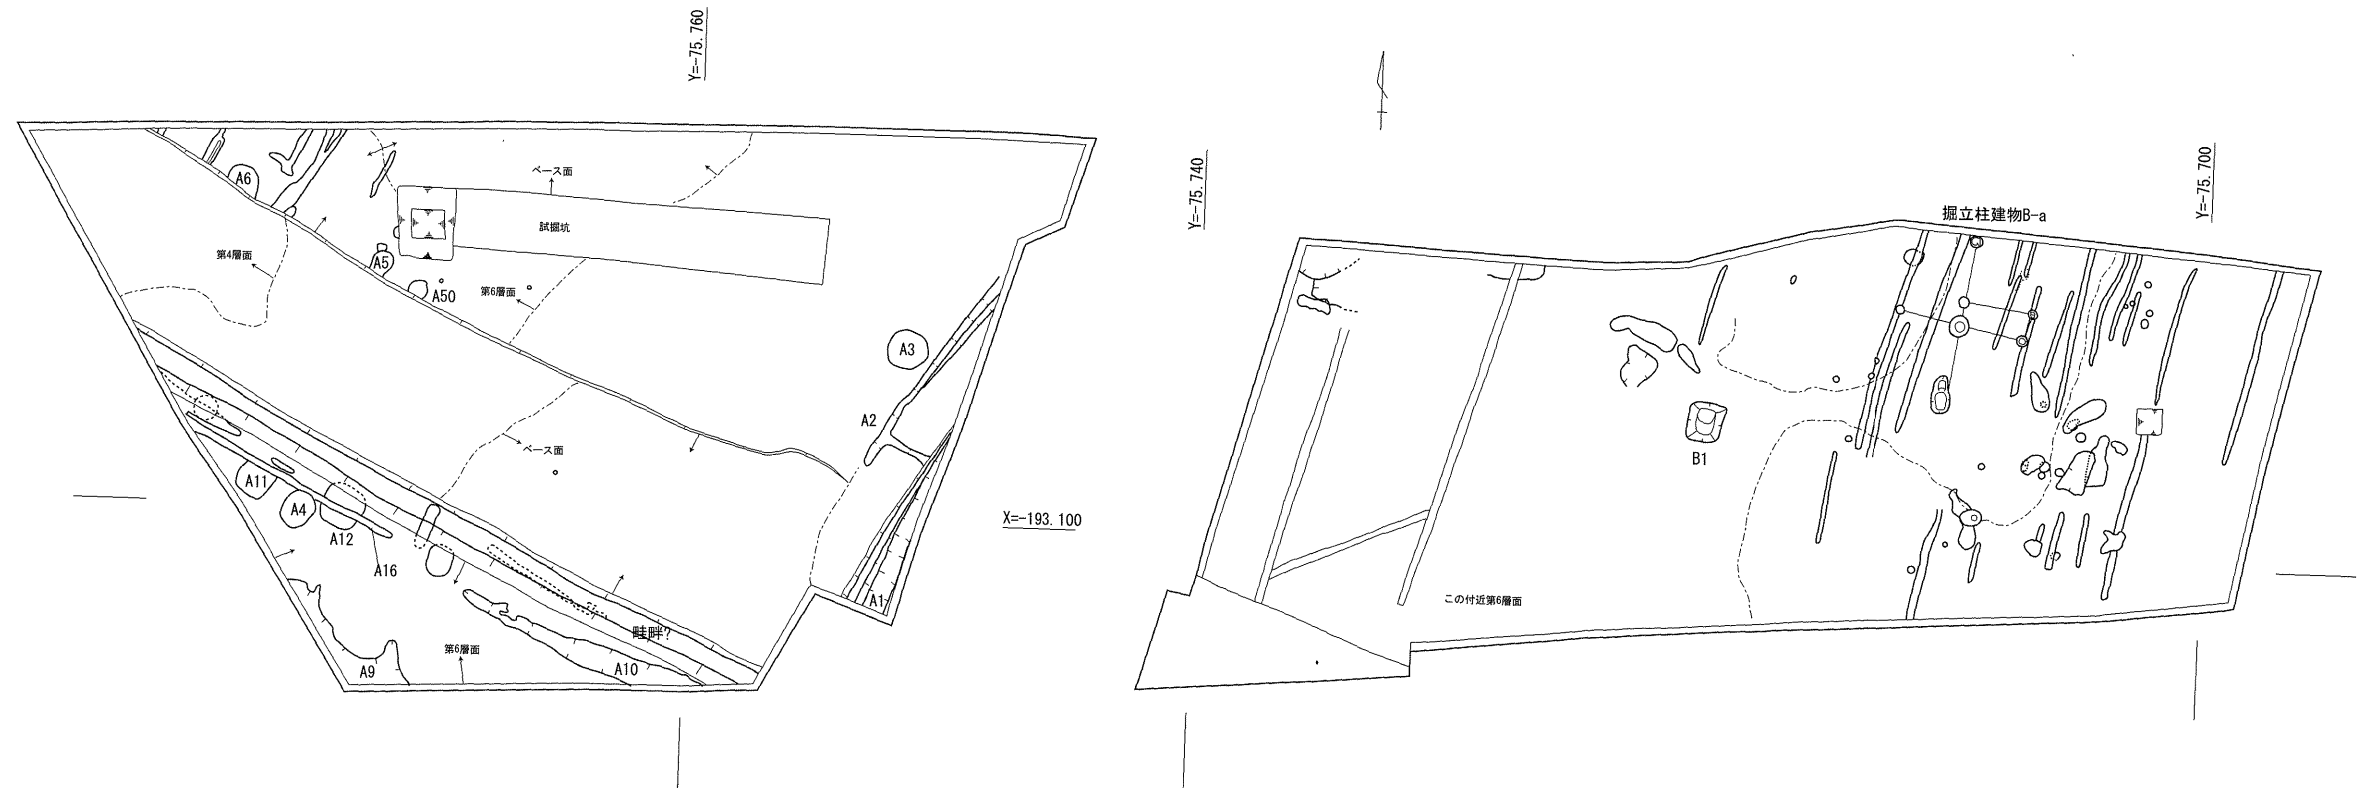 Y=-75.760
Y=-75.740
Y=-75.700
掘立柱建物B-a
A6
ベース面
試掘坑
第4層面
A5
A50
第6層面
A3
A2
ベース面
B1
A11
A4
A12
A16
X=-193.100
A1
この付近第6層面
畦畔?
第6層面
A9
A10